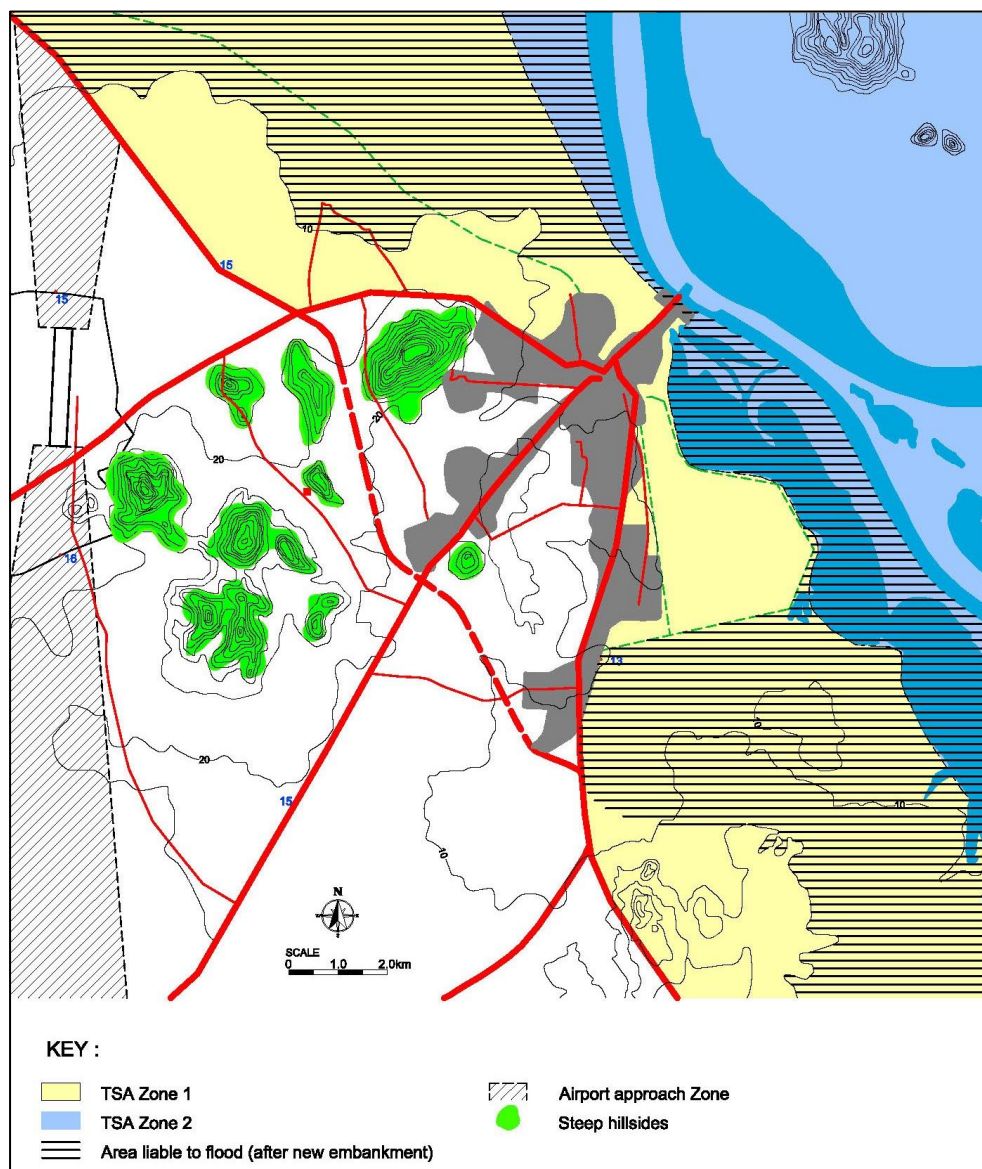 10
15
15
20
20
16
13
10
20
15
10
10
N
SCALE
0 1.0 2.0km
KEY :
TSA Zone 1
TSA Zone 2
Area liable to flood (after new embankment)
Airport approach Zone
Steep hillsides